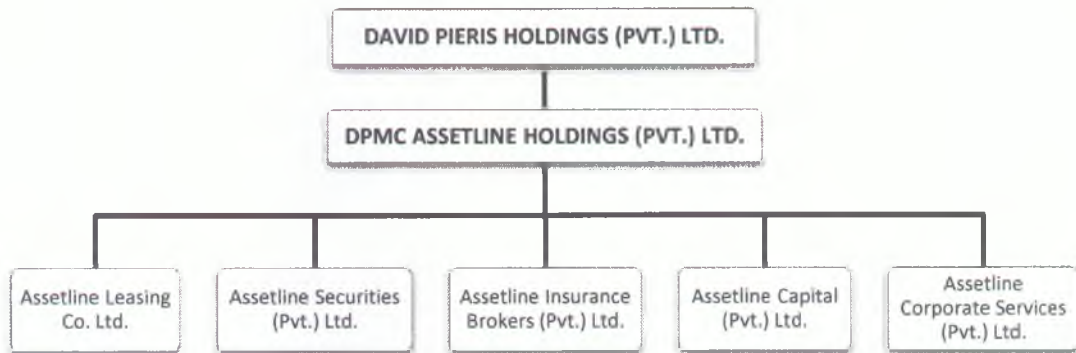 DAVID PIERIS HOLDINGS (PVT.) LTD.
DPMC ASSETLINE HOLDINGS (PVT.) LTD.
Assetline Leasing
Co. Ltd.
Assetline Securities
(Pvt.) Ltd.
Assetline Insurance
Brokers (Pvt.) Ltd.
Assetline Capital
(Pvt.) Ltd.
Assetline
Corporate Services
(Pvt.) Ltd.